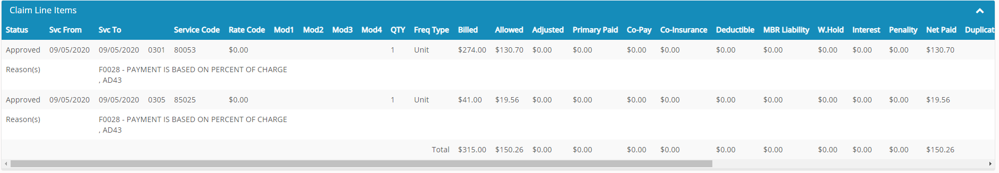 Claim Line Items
Status Svc From Svc To Service Code Rate Code Mod1 Mod2 Mod3 Mod4 QTY Freq Type Billed Allowed Adjusted Primary Paid Co-Pay Co-Insurance Deductible MBR Liability W.Hold Interest Penality Net Paid Duplicat
Approved 09/05/2020 09/05/2020 0301 80053 $0.00 1 Unit $274.00 $130.70 $0.00 $0.00 $0.00 $0.00 $0.00 $0.00 $0.00 $0.00 $0.00 $130.70
Reason(s) F0028 - PAYMENT IS BASED ON PERCENT OF CHARGE
, AD43
Approved 09/05/2020 09/05/2020 0305 85025 $0.00 1 Unit $41.00 $19.56 $0.00 $0.00 $0.00 $0.00 $0.00 $0.00 $0.00 $0.00 $0.00 $19.56
Reason(s) F0028 - PAYMENT IS BASED ON PERCENT OF CHARGE
, AD43
Total $315.00 $150.26 $0.00 $0.00 $0.00 $0.00 $0.00 $0.00 $0.00 $0.00 $0.00 $150.26